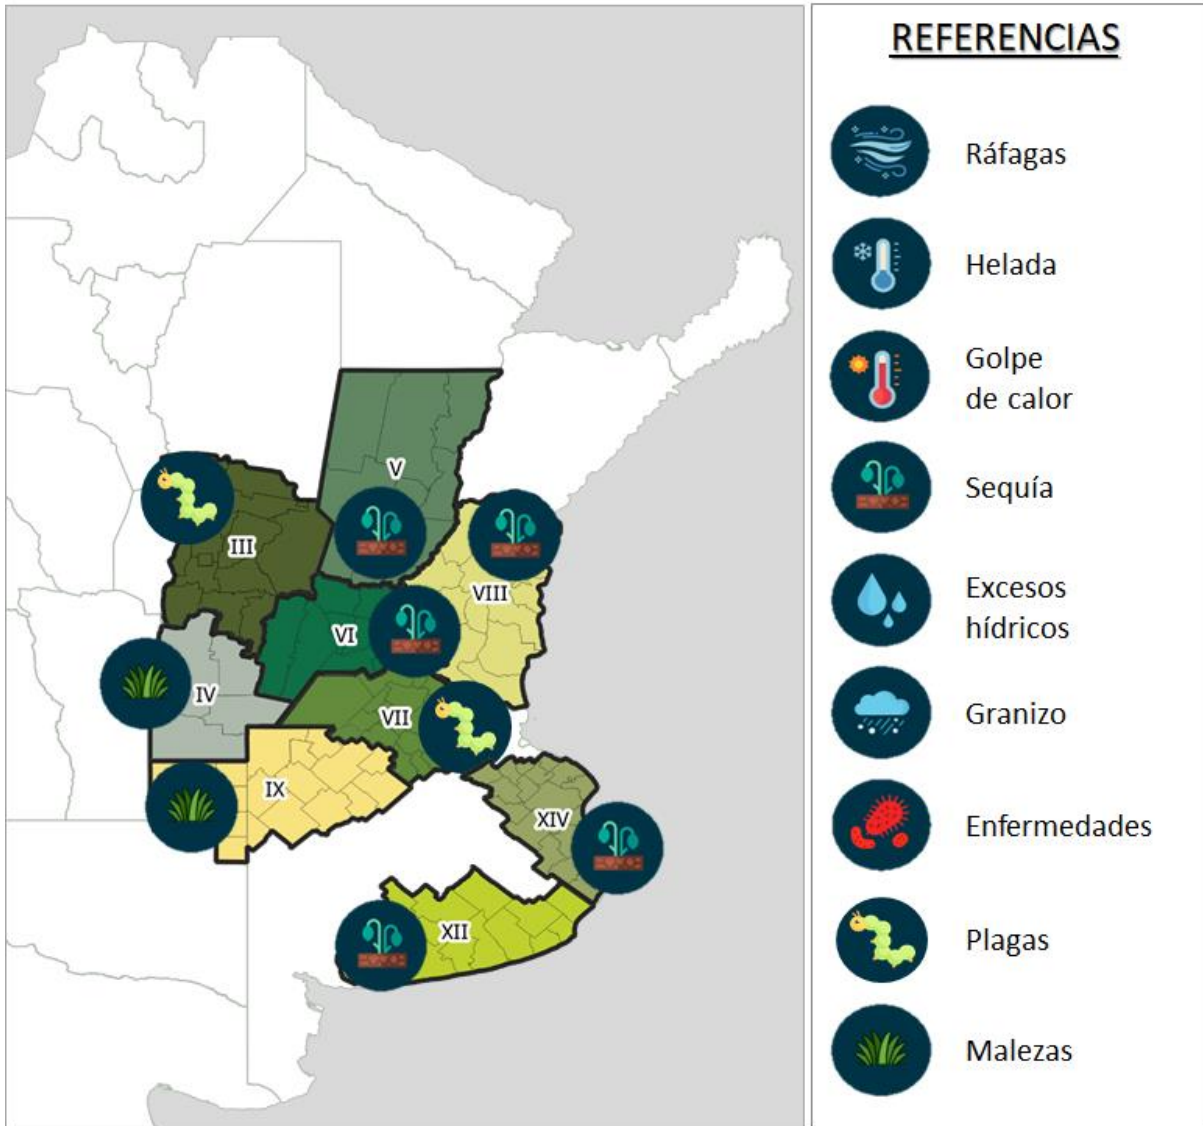 REFERENCIAS
Ráfagas
Helada
Golpe
de calor
Sequía
Excesos
hídricos
Granizo
Enfermedades
Plagas
Malezas
V
III
VIII
VI
IV
VII
IX
XIV
XII